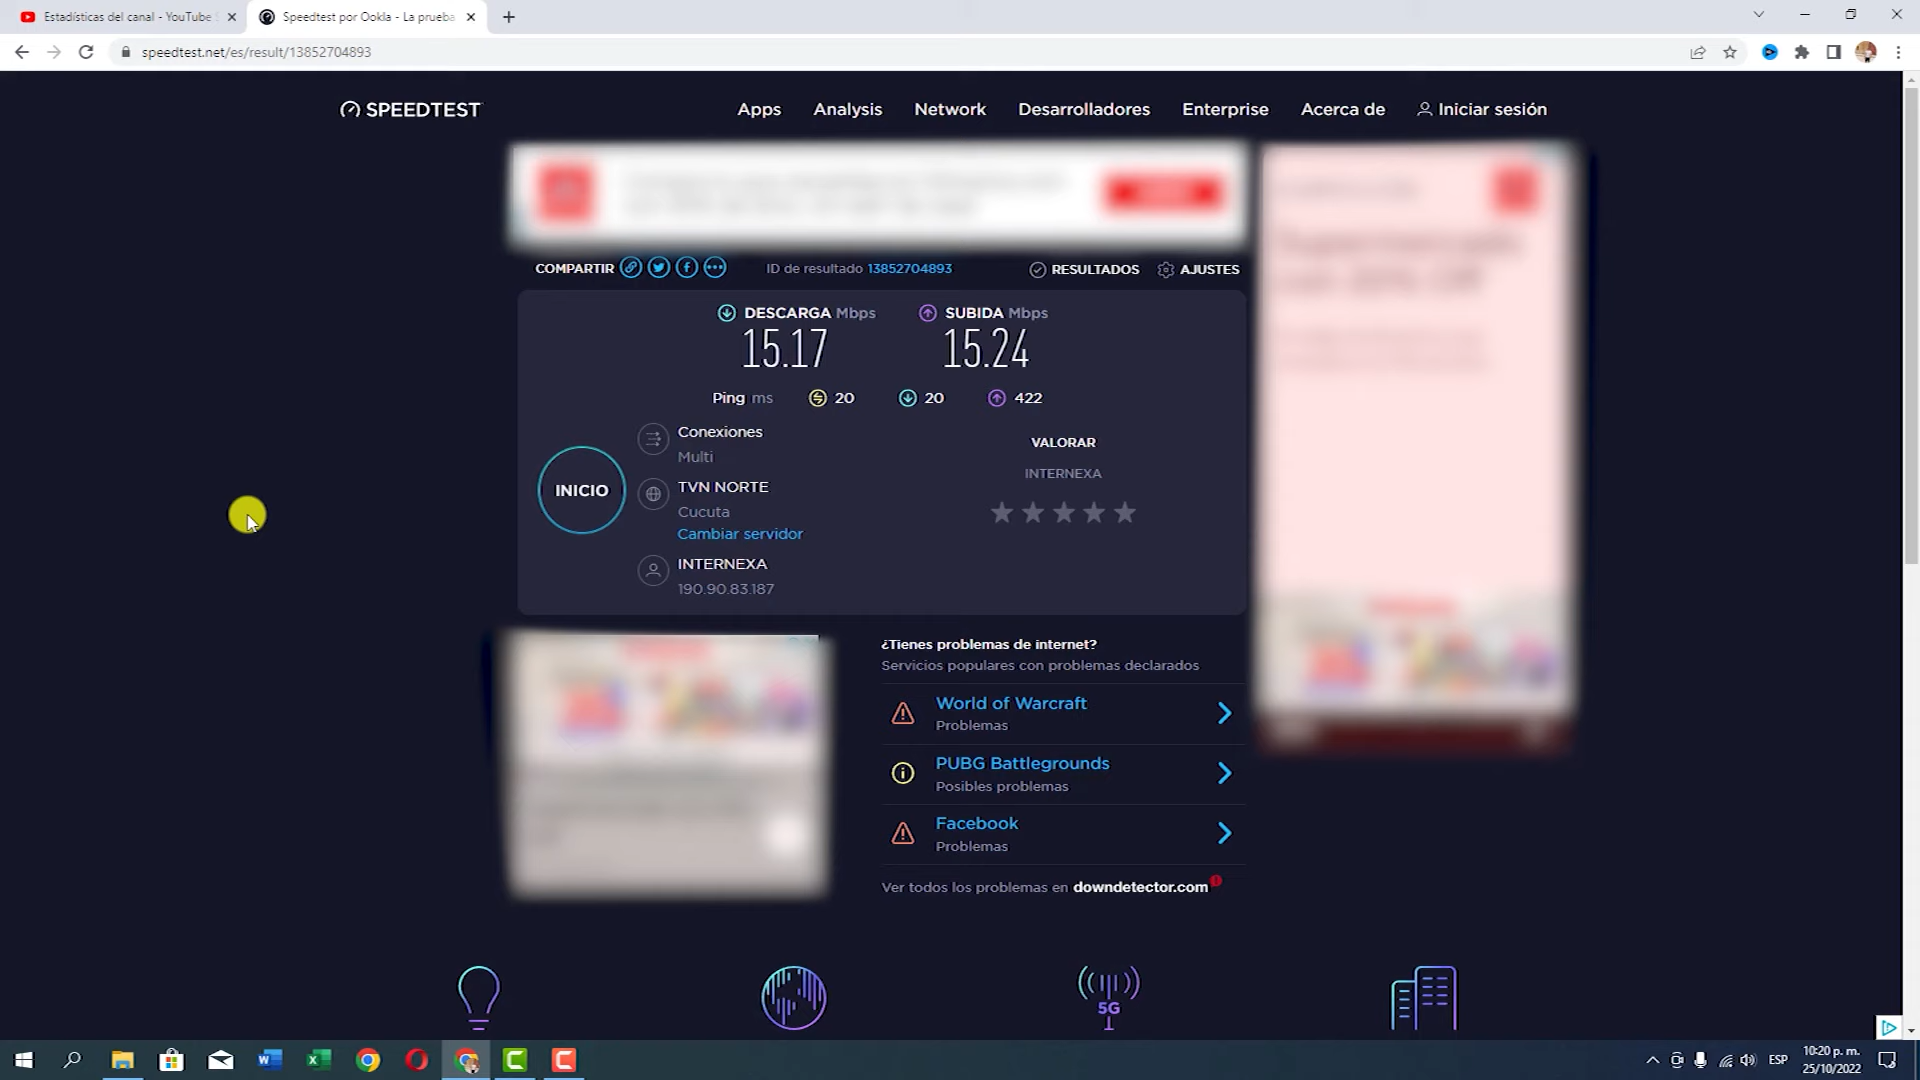 Estadísticas del canal - YouTube
Speedtest por Ookla - La prueba
speedtest.net/es/result/13852704893
SPEEDTEST
Apps
Analysis
Network
Desarrolladores
Enterprise
Acerca de
Iniciar sesión
COMPARTIR
ID de resultado 13852704893
RESULTADOS
AJUSTES
DESCARGA Mbps
SUBIDA Mbps
15.17
15.24
Ping ms
20
20
422
INICIO
Conexiones
Multi
TVN NORTE
Cucuta
Cambiar servidor
INTERNEXA
190.90.83.187
VALORAR
INTERNEXA
¿Tienes problemas de internet?
Servicios populares con problemas declarados
World of Warcraft
Problemas
PUBG Battlegrounds
Posibles problemas
Facebook
Problemas
Ver todos los problemas en downdetector.com
5G
ESP
10:20 p. m.
25/10/2022